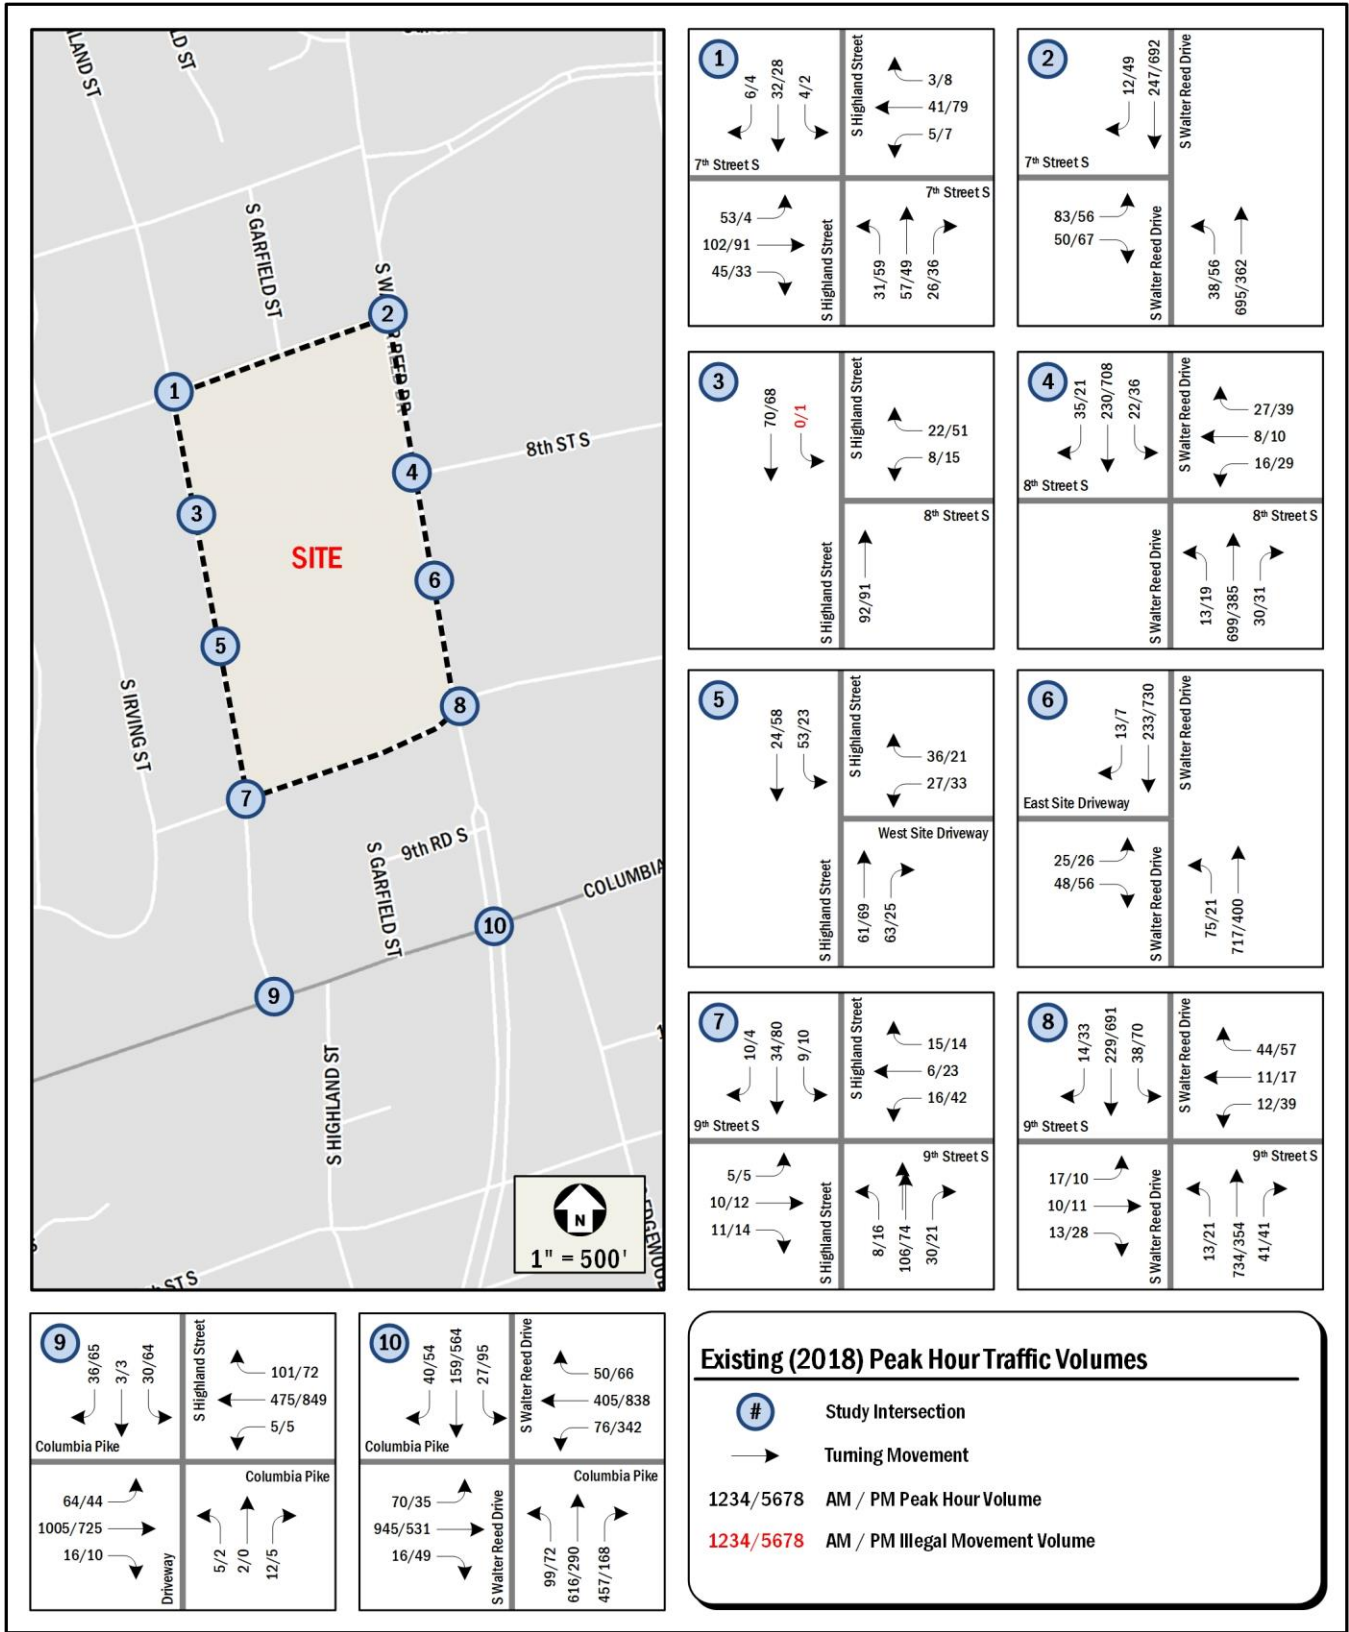 LAND ST
LD ST
S GARFIELD ST
S WA
R REED DR
2
1
8th ST S
4
3
SITE
6
5
S IRVING ST
8
7
9th RD S
S GARFIELD ST
COLUMBIA
10
9
S HIGHLAND ST
EDGEWOOD
N
1" = 500'
ST S
1
6/4
32/28
4/2
S Highland Street
3/8
41/79
5/7
7th Street S
7th Street S
53/4
102/91
45/33
S Highland Street
31/59
57/49
26/36
2
12/49
247/692
S Walter Reed Drive
7th Street S
83/56
50/67
S Walter Reed Drive
38/56
695/362
3
70/68
0/1
S Highland Street
22/51
8/15
8th Street S
S Highland Street
92/91
4
35/21
230/708
22/36
S Walter Reed Drive
27/39
8/10
16/29
8th Street S
8th Street S
S Walter Reed Drive
13/19
699/385
30/31
5
24/58
53/23
S Highland Street
36/21
27/33
West Site Driveway
S Highland Street
61/69
63/25
6
13/7
233/730
S Walter Reed Drive
East Site Driveway
25/26
48/56
S Walter Reed Drive
75/21
717/400
7
10/4
34/80
9/10
S Highland Street
15/14
6/23
16/42
9th Street S
9th Street S
5/5
10/12
11/14
S Highland Street
8/16
106/74
30/21
8
14/33
229/691
38/70
S Walter Reed Drive
44/57
11/17
12/39
9th Street S
9th Street S
17/10
10/11
13/28
S Walter Reed Drive
13/21
734/354
41/41
9
36/65
3/3
30/64
S Highland Street
101/72
475/849
5/5
Columbia Pike
Columbia Pike
64/44
1005/725
16/10
Driveway
5/2
2/0
12/5
10
40/54
159/564
27/95
S Walter Reed Drive
50/66
405/838
76/342
Columbia Pike
Columbia Pike
70/35
945/531
16/49
S Walter Reed Drive
99/72
616/290
457/168
Existing (2018) Peak Hour Traffic Volumes
# Study Intersection
Turning Movement
1234/5678 AM / PM Peak Hour Volume
1234/5678 AM / PM Illegal Movement Volume